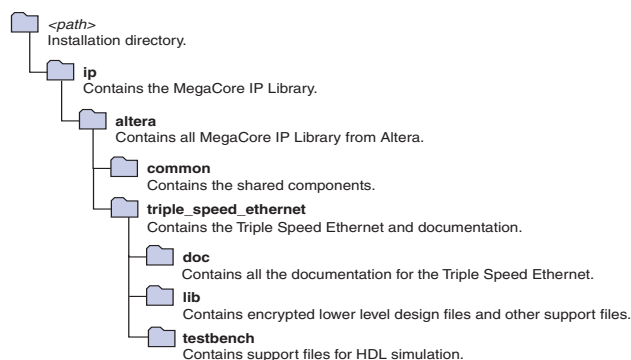 <path>
Installation directory.
ip
Contains the MegaCore IP Library.
altera
Contains all MegaCore IP Library from Altera.
common
Contains the shared components.
triple_speed_ethernet
Contains the Triple Speed Ethernet and documentation.
doc
Contains all the documentation for the Triple Speed Ethernet.
lib
Contains encrypted lower level design files and other support files.
testbench
Contains support files for HDL simulation.